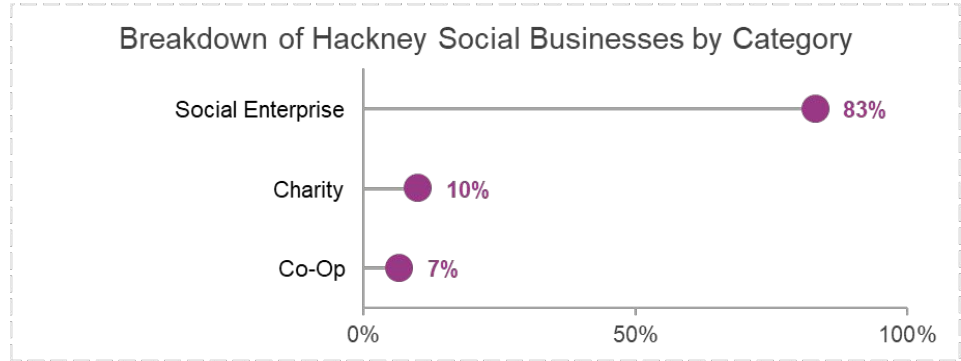 Breakdown of Hackney Social Businesses by Category
Social Enterprise
83%
Charity
10%
Co-Op
7%
0%
50%
100%